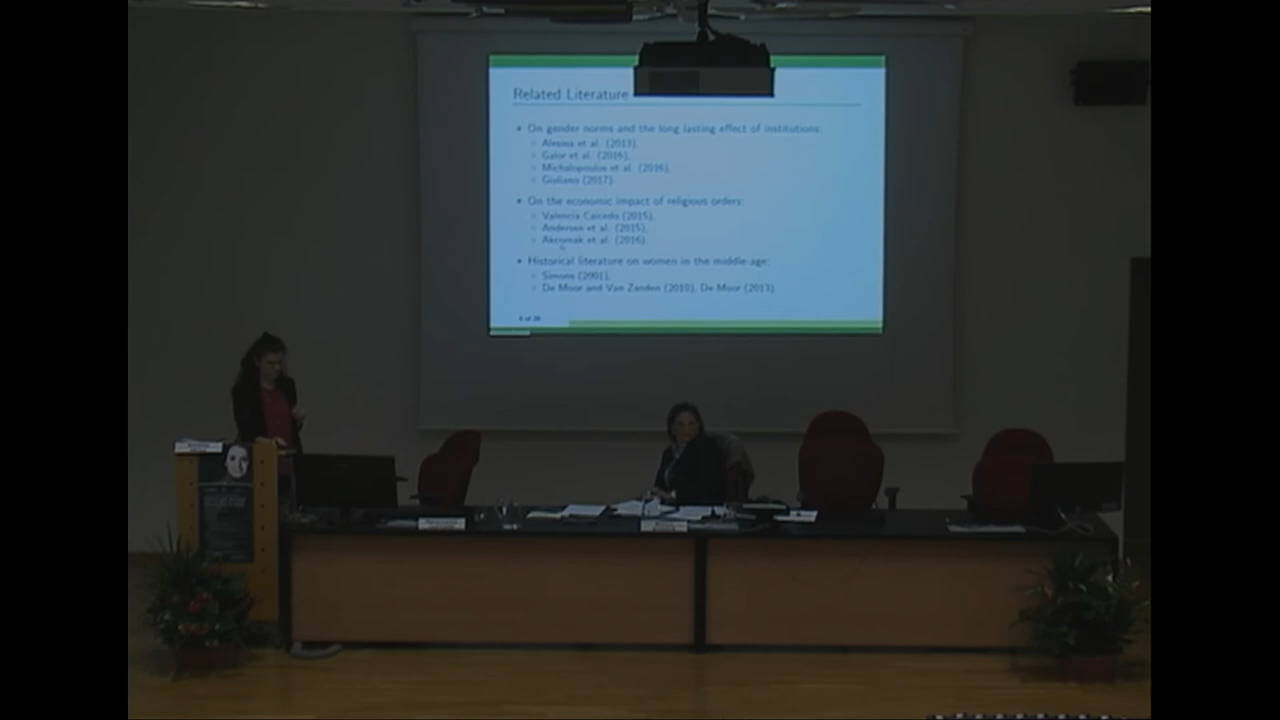 Related Literature
On gender norms and the long lasting effect of institutions:
Alesina et al. (2013),
Galor et al. (2016),
Michalopoulos et al. (2016),
Giuliano (2017)
On the economic impact of religious orders:
Valencia Caicedo (2015),
Andersen et al. (2015),
Akcomak et al. (2016)
Historical literature on women in the middle-age:
Simons (2001),
De Moor and Van Zanden (2010), De Moor (2013)